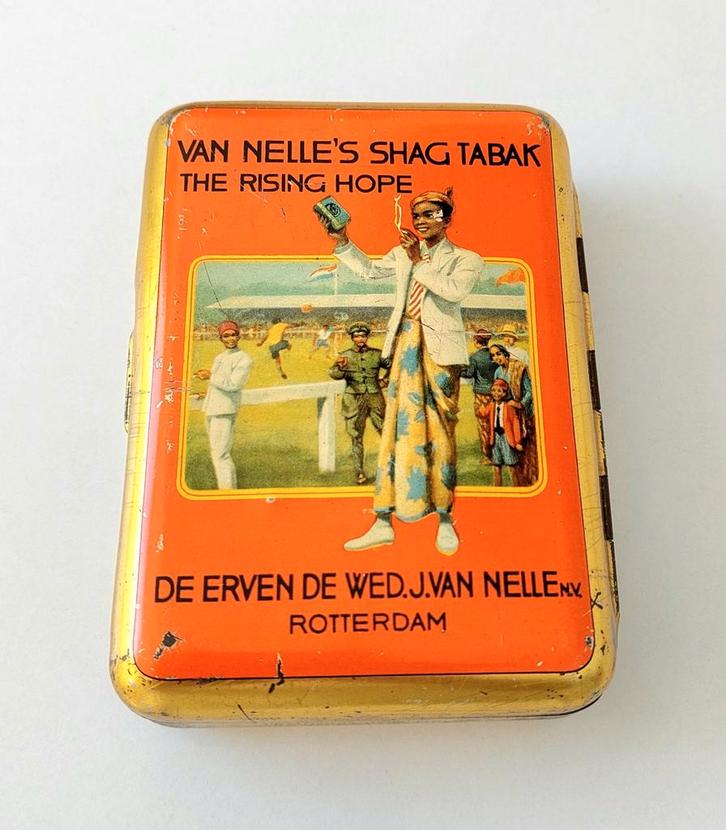 VAN NELLE'S SHAG TABAK
THE RISING HOPE
DE ERVEN DE WED.J.VAN NELLE N.V.
ROTTERDAM